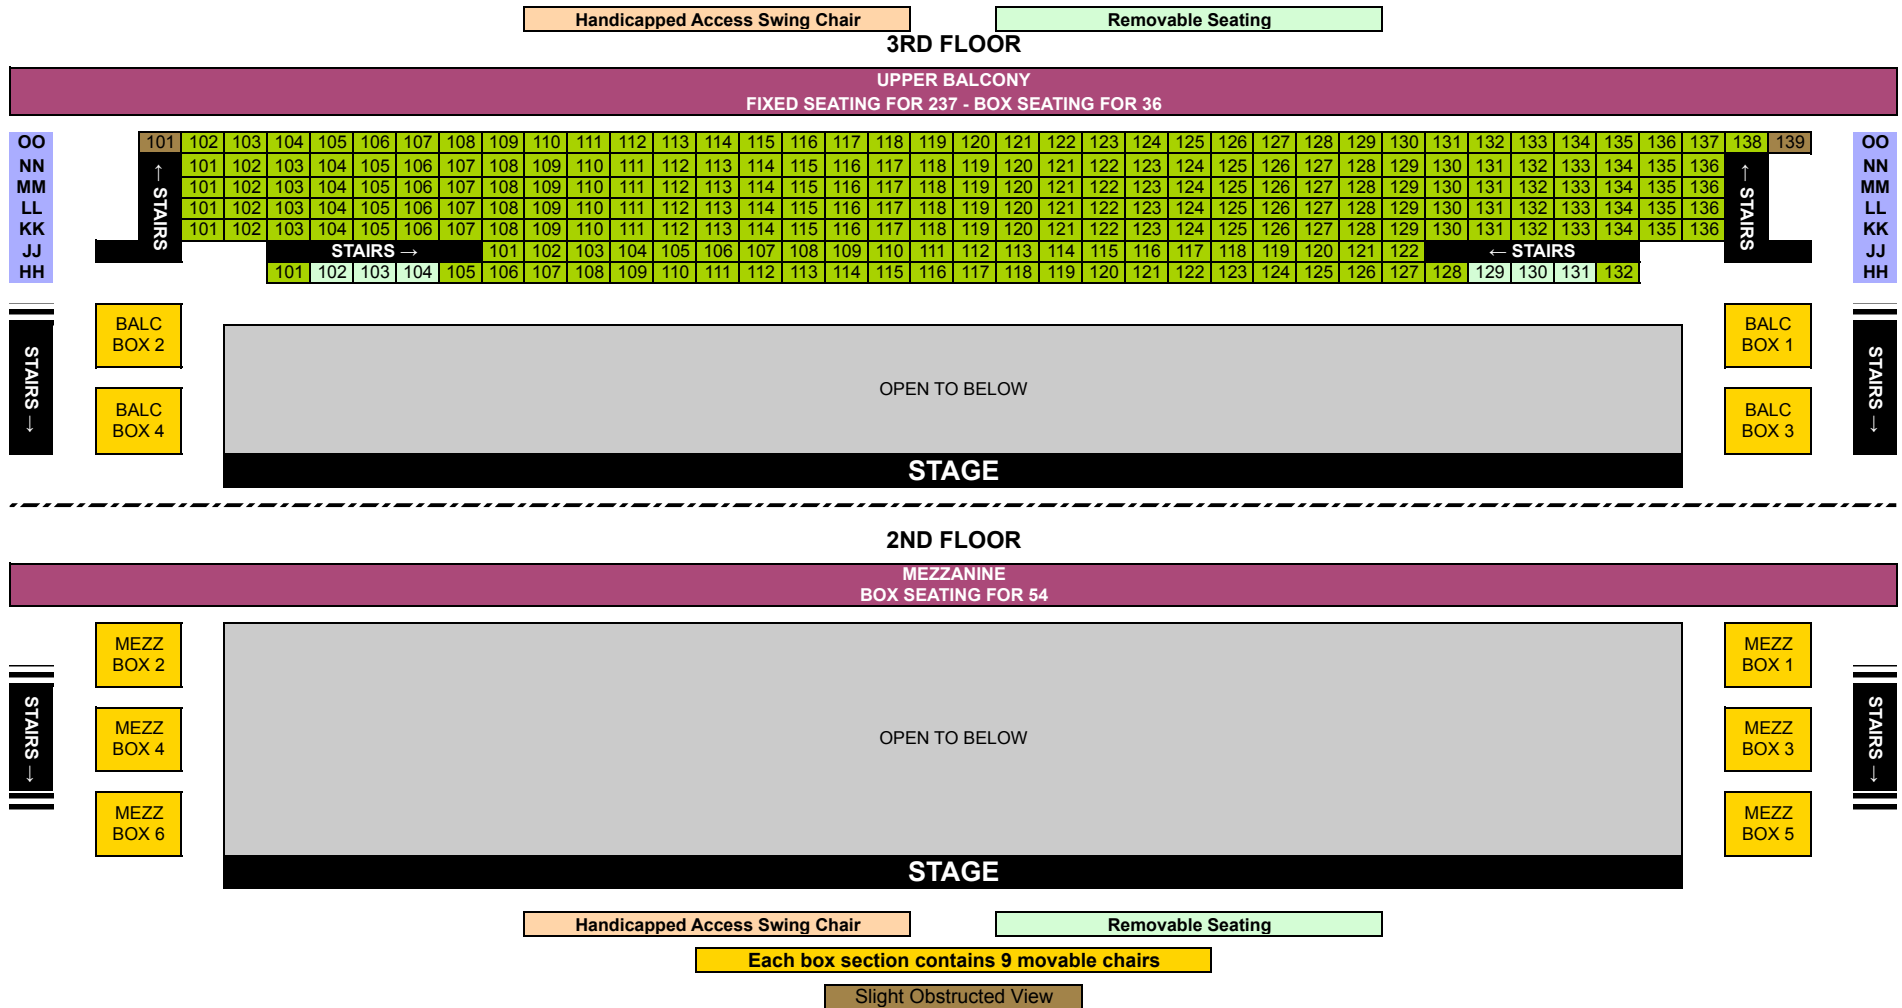 Handicapped Access Swing Chair Removable Seating
3RD FLOOR
UPPER BALCONY
FIXED SEATING FOR 237 - BOX SEATING FOR 36
OO 101 102 103 104 105 106 107 108 109 110 111 112 113 114 115 116 117 118 119 120 121 122 123 124 125 126 127 128 129 130 131 132 133 134 135 136 137 138 139 OO
NN 101 102 103 104 105 106 107 108 109 110 111 112 113 114 115 116 117 118 119 120 121 122 123 124 125 126 127 128 129 130 131 132 133 134 135 136 NN
MM 101 102 103 104 105 106 107 108 109 110 111 112 113 114 115 116 117 118 119 120 121 122 123 124 125 126 127 128 129 130 131 132 133 134 135 136 MM
LL 101 102 103 104 105 106 107 108 109 110 111 112 113 114 115 116 117 118 119 120 121 122 123 124 125 126 127 128 129 130 131 132 133 134 135 136 LL
KK 101 102 103 104 105 106 107 108 109 110 111 112 113 114 115 116 117 118 119 120 121 122 123 124 125 126 127 128 129 130 131 132 133 134 135 136 KK
← STAIRS
← STAIRS
JJ STAIRS → 101 102 103 104 105 106 107 108 109 110 111 112 113 114 115 116 117 118 119 120 121 122 ← STAIRS JJ
HH 101 102 103 104 105 106 107 108 109 110 111 112 113 114 115 116 117 118 119 120 121 122 123 124 125 126 127 128 129 130 131 132 HH
STAIRS →
BALC
BOX 2
BALC
BOX 4
OPEN TO BELOW
BALC
BOX 1
BALC
BOX 3
STAIRS →
STAGE
2ND FLOOR
MEZZANINE
BOX SEATING FOR 54
STAIRS →
MEZZ
BOX 2
MEZZ
BOX 4
MEZZ
BOX 6
OPEN TO BELOW
MEZZ
BOX 1
MEZZ
BOX 3
MEZZ
BOX 5
STAIRS →
STAGE
Handicapped Access Swing Chair Removable Seating
Each box section contains 9 movable chairs
Slight Obstructed View